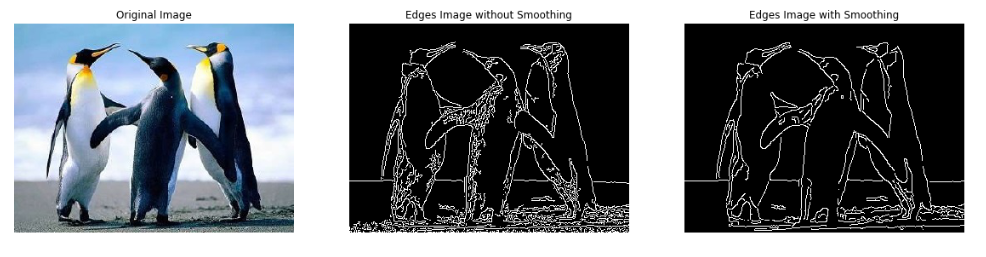 Original Image
Edges Image without Smoothing
Edges Image with Smoothing